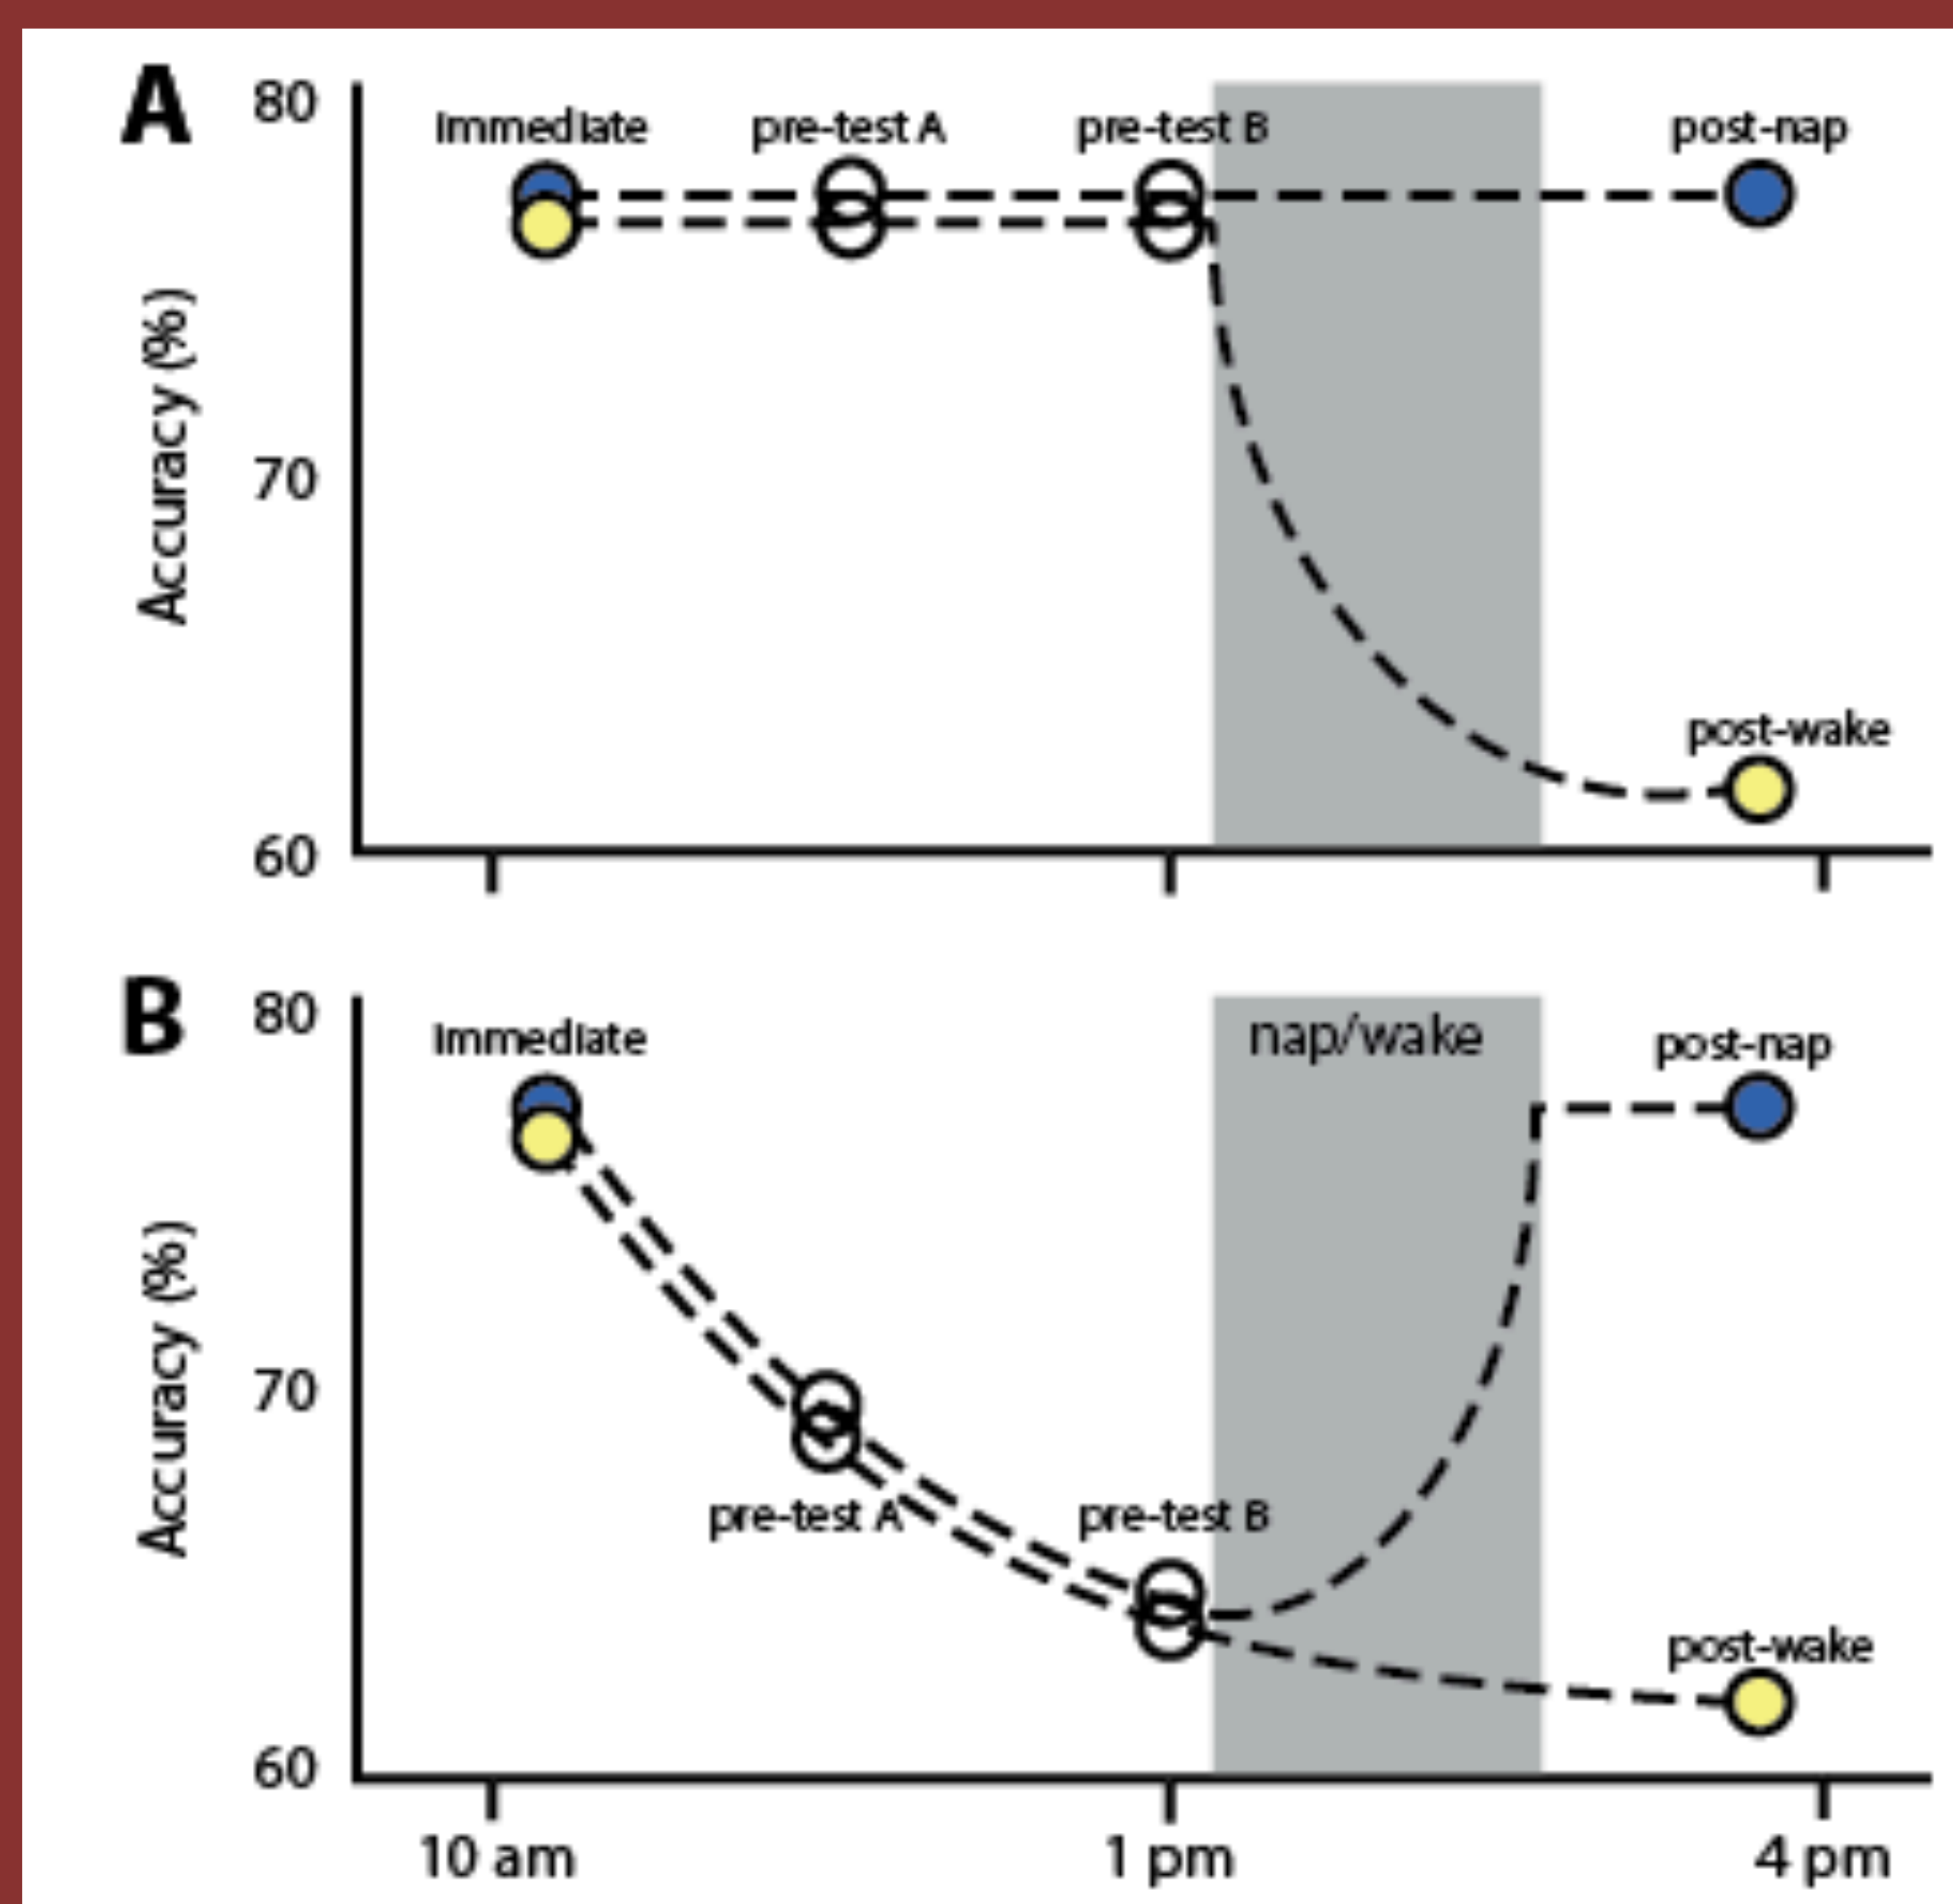 A
80
immediate
pre-test A
pre-test B
post-nap
Accuracy (%)
70
post-wake
60
B
80
immediate
nap/wake
post-nap
Accuracy (%)
70
pre-test A
pre-test B
post-wake
60
10 am
1 pm
4 pm